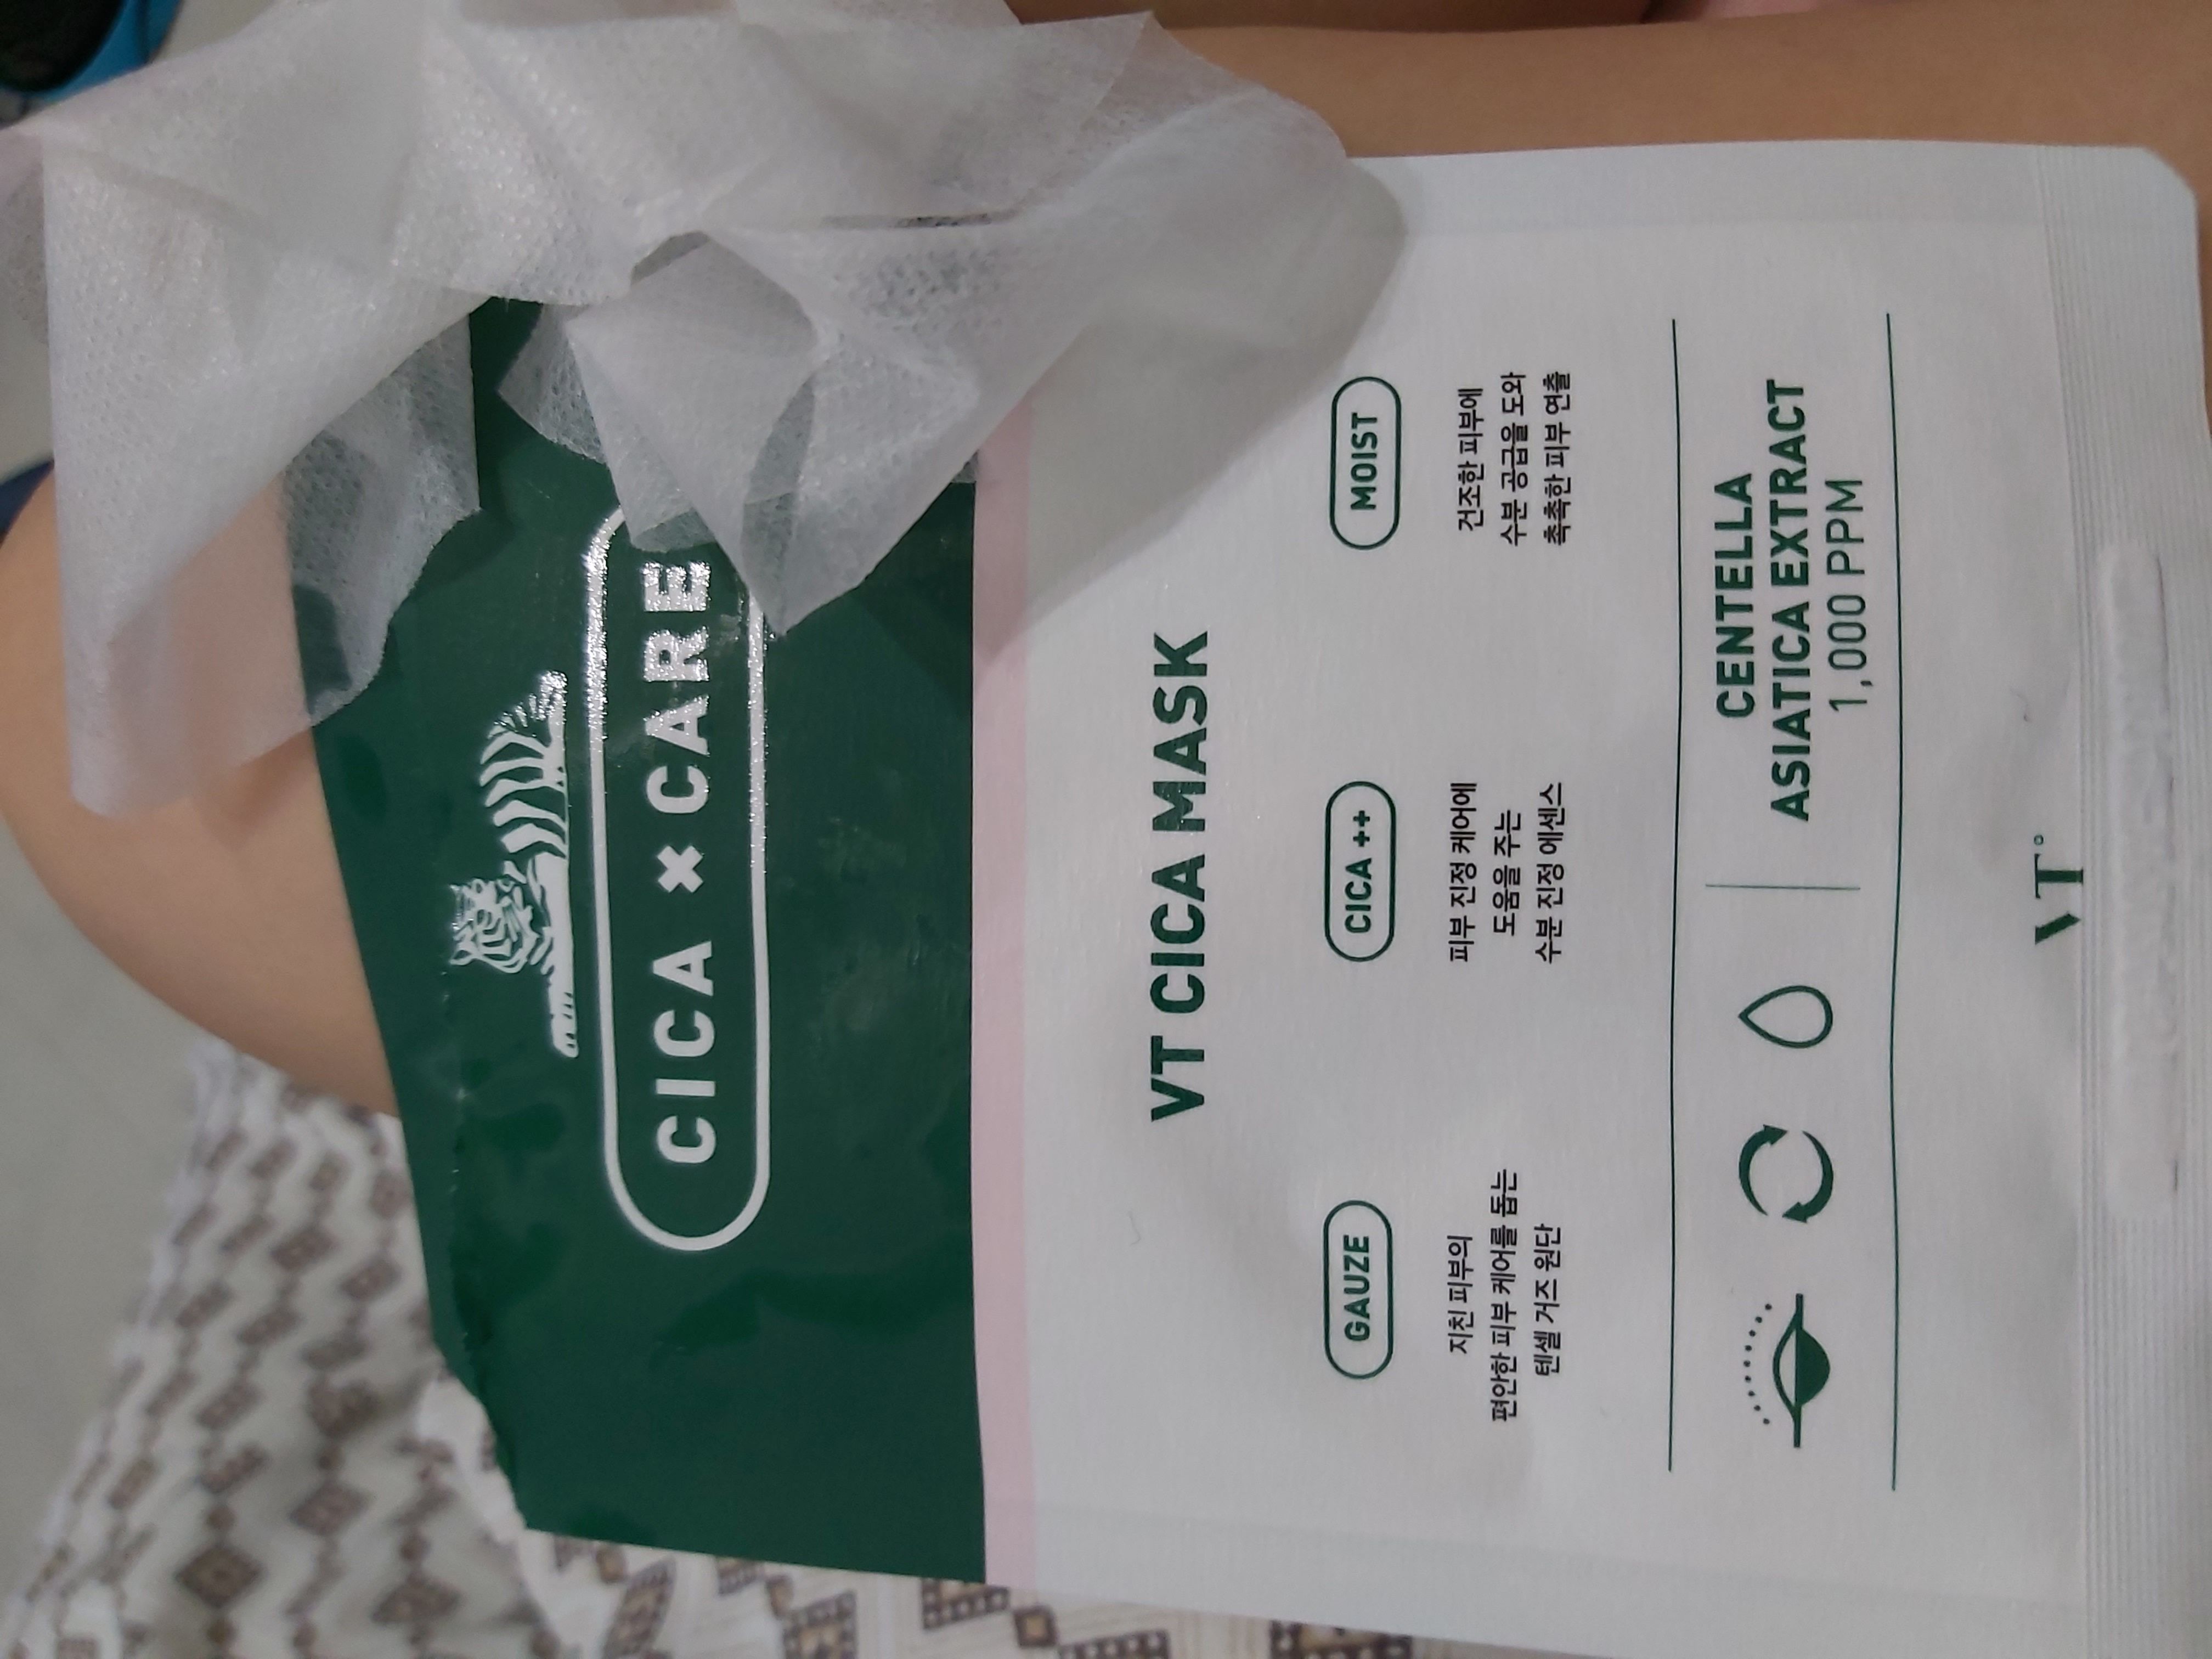 CICA × CARE
VT CICA MASK
GAUZE
지친 피부의
편안한 피부 케어를 돕는
텐셀 거즈 원단
CICA ++
피부 진정 케어에
도움을 주는
수분 진정 에센스
MOIST
건조한 피부에
수분 공급을 도와
촉촉한 피부 연출
CENTELLA
ASIATICA EXTRACT
1,000 PPM
VT